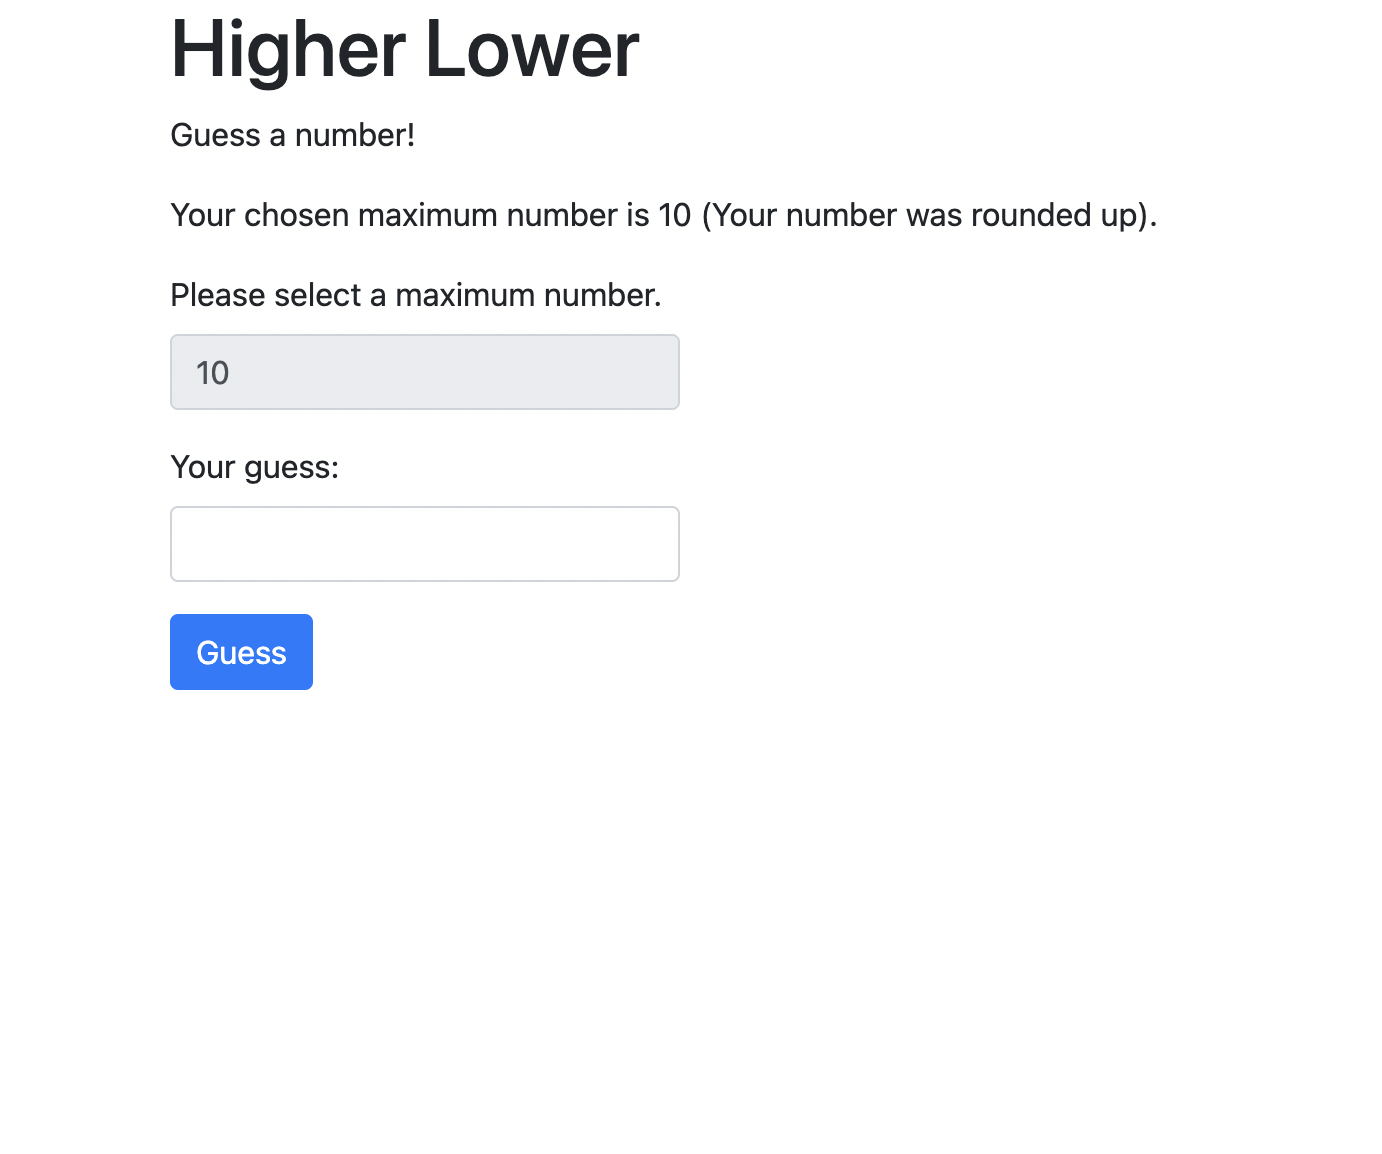 Higher Lower
Guess a number!
Your chosen maximum number is 10 (Your number was rounded up).
Please select a maximum number.
10
Your guess:
Guess